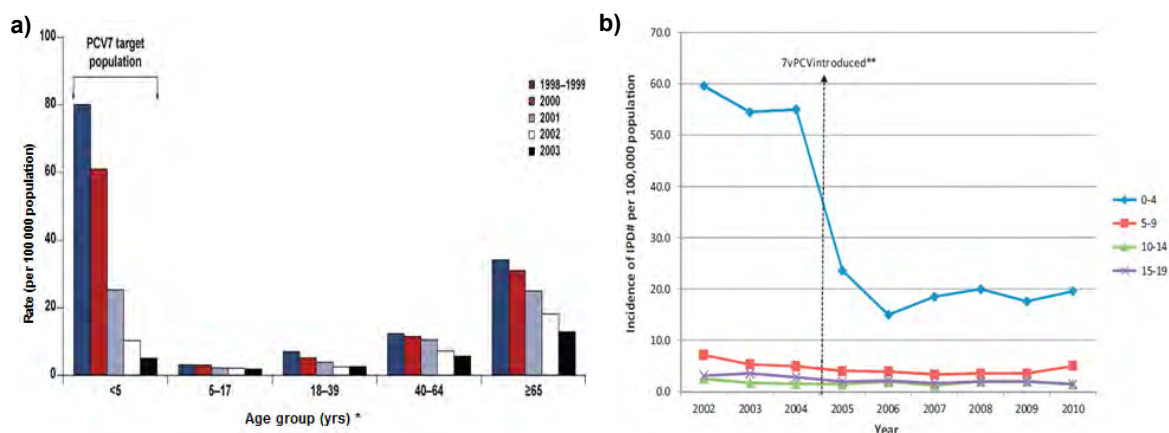 a)
PCV7 target
population
Rate (per 100 000 population)
100
80
60
40
20
0
1998–1999
2000
2001
2002
2003
<5
5–17
18–39
40–64
≥65
Age group (yrs) *
b)
7vPCVintroduced**
Incidence of IPD# per 100,000 population
70.0
60.0
50.0
40.0
30.0
20.0
10.0
0.0
0-4
5-9
10-14
15-19
2002 2003 2004 2005 2006 2007 2008 2009 2010
Year